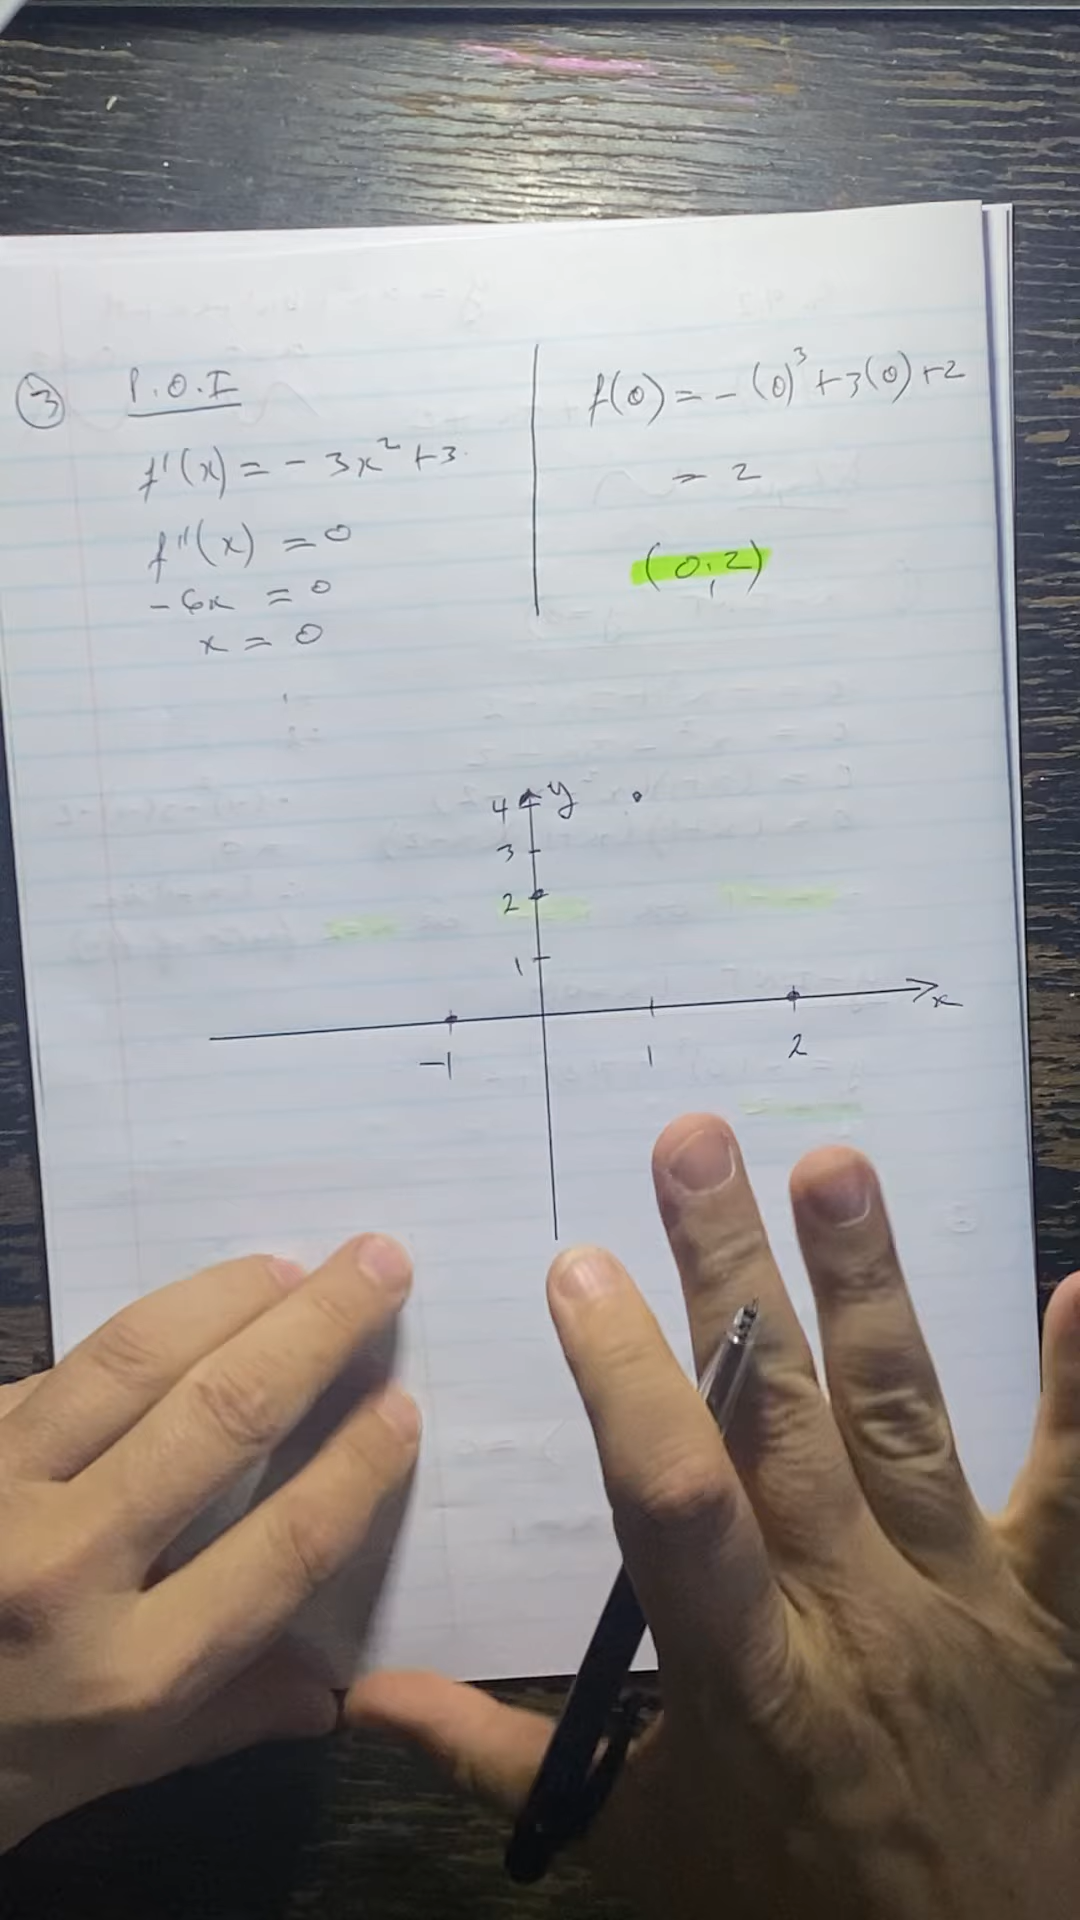 ③ P.O.I
f'(x) = - 3x² + 3
f''(x) = 0
- 6x = 0
x = 0
f(0) = - (0)³ + 3(0) + 2
= 2
(0; 2)
4 y
3
2
1
x
-1 1 2